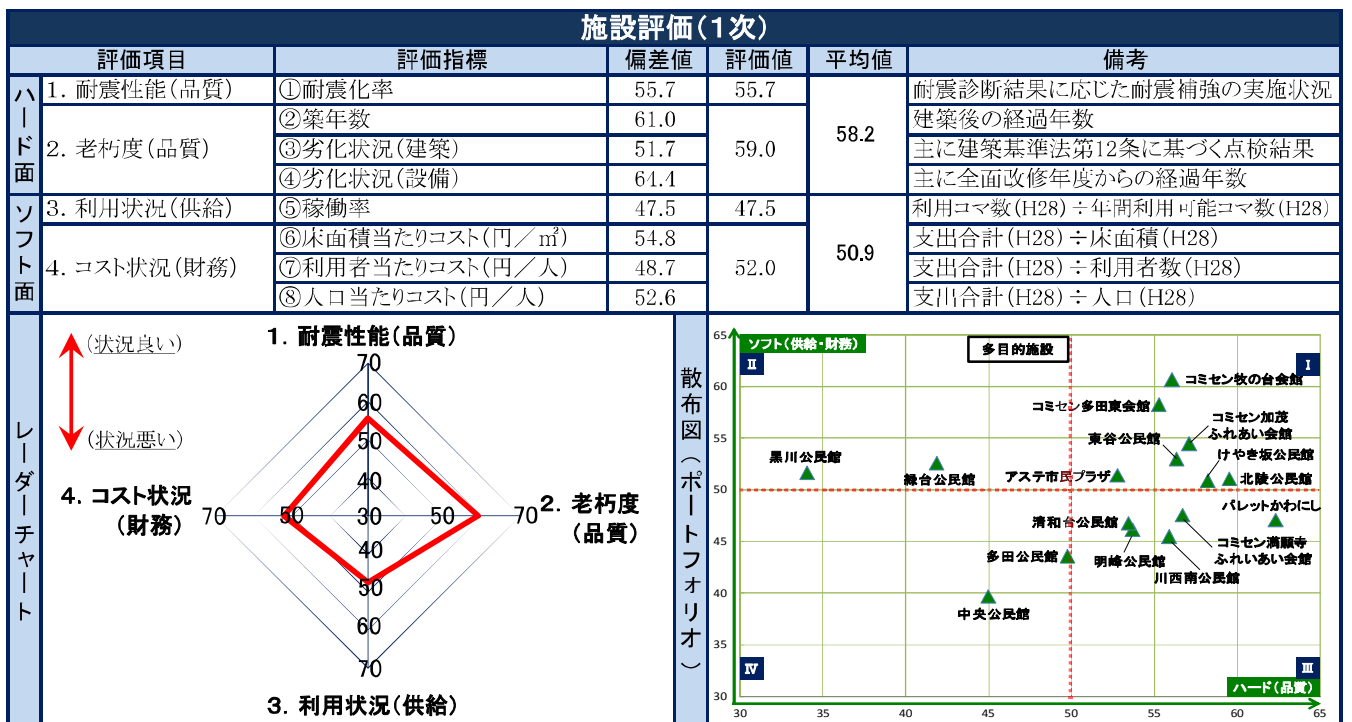 施設評価(1次)
評価項目 評価指標 偏差値 評価値 平均値 備考
ハード面
1. 耐震性能(品質) ①耐震化率 55.7 55.7 58.2 耐震診断結果に応じた耐震補強の実施状況
2. 老朽度(品質) ②築年数 61.0 59.0 建築後の経過年数
③劣化状況(建築) 51.7 主に建築基準法第12条に基づく点検結果
④劣化状況(設備) 64.4 主に全面改修年度からの経過年数
ソフト面
3. 利用状況(供給) ⑤稼働率 47.5 47.5 50.9 利用コマ数(H28)÷年間利用可能コマ数(H28)
4. コスト状況(財務) ⑥床面積当たりコスト(円/㎡) 54.8 52.0 支出合計(H28)÷床面積(H28)
⑦利用者当たりコスト(円/人) 48.7 支出合計(H28)÷利用者数(H28)
⑧人口当たりコスト(円/人) 52.6 支出合計(H28)÷人口(H28)
レーダーチャート
(状況良い)
(状況悪い)
1. 耐震性能(品質)
70
60
50
40
4. コスト状況
(財務)
70 50 30 50 70
2. 老朽度
(品質)
40
50
60
70
3. 利用状況(供給)
散布図(ポートフォリオ)
65
60
55
50
45
40
35
30
ソフト(供給・財務)
多目的施設
II
I
コミセン牧の台会館
コミセン多田東会館
コミセン加茂
ふれあい会館
東谷公民館
けやき坂公民館
黒川公民館
緑台公民館
アステ市民プラザ
北陵公民館
パレットかわにし
清和台公民館
コミセン満願寺
ふれいあい会館
多田公民館
明峰公民館
川西南公民館
中央公民館
IV
III
ハード(品質)
30 35 40 45 50 55 60 65